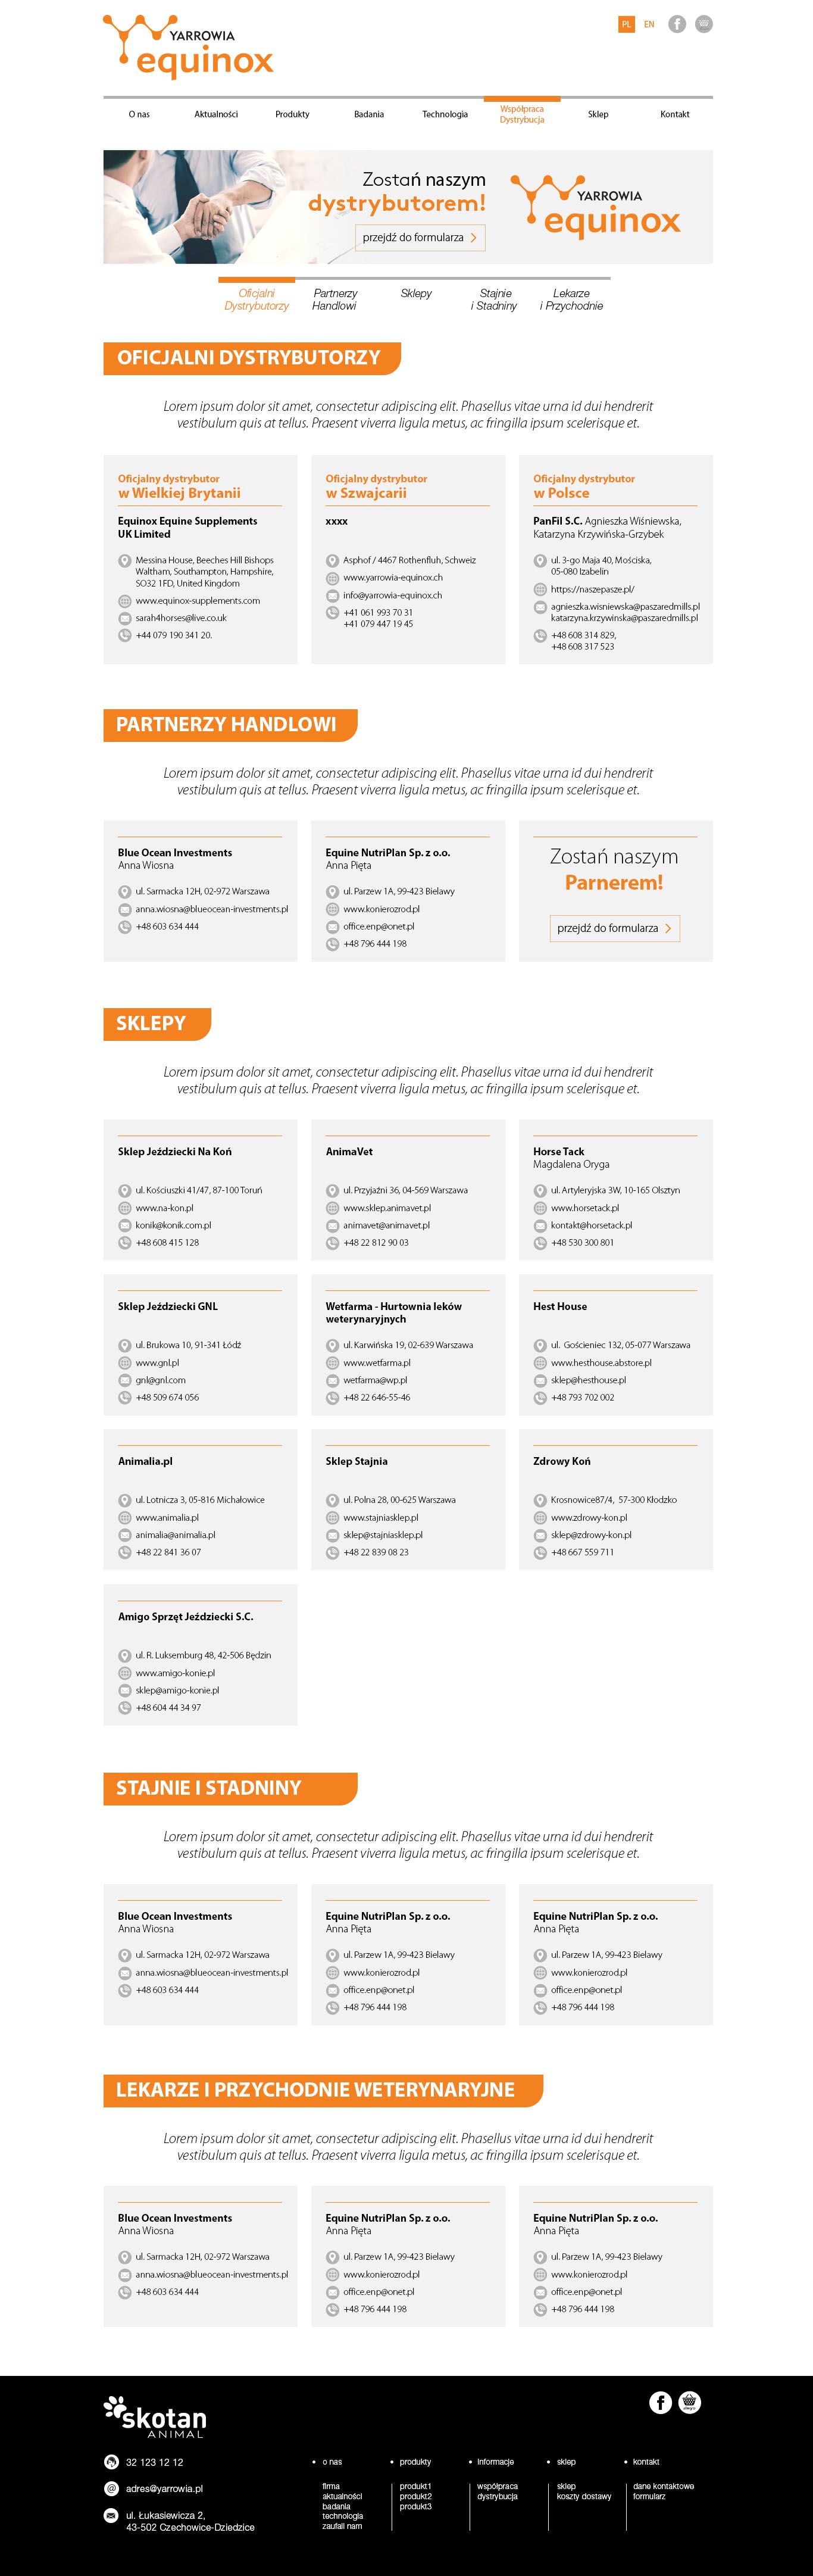 YARROWIA
equinox
PL EN
O nas Aktualności Produkty Badania Technologia Współpraca Dystrybucja Sklep Kontakt
Zostań naszym
dystrybutorem!
przejdź do formularza
YARROWIA
equinox
Oficjalni Dystrybutorzy
Partnerzy Handlowi
Sklepy
Stajnie i Stadniny
Lekarze i Przychodnie
OFICJALNI DYSTRYBUTORZY
Lorem ipsum dolor sit amet, consectetur adipiscing elit. Phasellus vitae urna id dui hendrerit
vestibulum quis at tellus. Praesent viverra ligula metus, ac fringilla ipsum scelerisque et.
Oficjalny dystrybutor
w Wielkiej Brytanii
Equinox Equine Supplements
UK Limited
Messina House, Beeches Hill Bishops
Waltham, Southampton, Hampshire,
SO32 1FD, United Kingdom
www.equinox-supplements.com
sarah4horses@live.co.uk
+44 079 190 341 20.
Oficjalny dystrybutor
w Szwajcarii
xxxx
Asphof / 4467 Rothenfluh, Schweiz
www.yarrowia-equinox.ch
info@yarrowia-equinox.ch
+41 061 993 70 31
+41 079 447 19 45
Oficjalny dystrybutor
w Polsce
PanFil S.C. Agnieszka Wiśniewska,
Katarzyna Krzywińska-Grzybek
ul. 3-go Maja 40, Mościska,
05-080 Izabelin
https://naszepasze.pl/
agnieszka.wisniewska@paszaredmills.pl
katarzyna.krzywinska@paszaredmills.pl
+48 608 314 829,
+48 608 317 523
PARTNERZY HANDLOWI
Lorem ipsum dolor sit amet, consectetur adipiscing elit. Phasellus vitae urna id dui hendrerit
vestibulum quis at tellus. Praesent viverra ligula metus, ac fringilla ipsum scelerisque et.
Blue Ocean Investments
Anna Wiosna
ul. Sarmacka 12H, 02-972 Warszawa
anna.wiosna@blueocean-investments.pl
+48 603 634 444
Equine NutriPlan Sp. z o.o.
Anna Pięta
ul. Parzew 1A, 99-423 Bielawy
www.konierozrod.pl
office.enp@onet.pl
+48 796 444 198
Zostań naszym
Parnerem!
przejdź do formularza
SKLEPY
Lorem ipsum dolor sit amet, consectetur adipiscing elit. Phasellus vitae urna id dui hendrerit
vestibulum quis at tellus. Praesent viverra ligula metus, ac fringilla ipsum scelerisque et.
Sklep Jeździecki Na Koń
ul. Kościuszki 41/47, 87-100 Toruń
www.na-kon.pl
konik@konik.com.pl
+48 608 415 128
AnimaVet
ul. Przyjaźni 36, 04-569 Warszawa
www.sklep.animavet.pl
animavet@animavet.pl
+48 22 812 90 03
Horse Tack
Magdalena Oryga
ul. Artyleryjska 3W, 10-165 Olsztyn
www.horsetack.pl
kontakt@horsetack.pl
+48 530 300 801
Sklep Jeździecki GNL
ul. Brukowa 10, 91-341 Łódź
www.gnl.pl
gnl@gnl.com
+48 509 674 056
Wetfarma - Hurtownia leków
weterynaryjnych
ul. Karwińska 19, 02-639 Warszawa
www.wetfarma.pl
wetfarma@wp.pl
+48 22 646-55-46
Hest House
ul. Gościeniec 132, 05-077 Warszawa
www.hesthouse.abstore.pl
sklep@hesthouse.pl
+48 793 702 002
Animalia.pl
ul. Lotnicza 3, 05-816 Michałowice
www.animalia.pl
animalia@animalia.pl
+48 22 841 36 07
Sklep Stajnia
ul. Polna 28, 00-625 Warszawa
www.stajniasklep.pl
sklep@stajniasklep.pl
+48 22 839 08 23
Zdrowy Koń
Krosnowice87/4, 57-300 Kłodzko
www.zdrowy-kon.pl
sklep@zdrowy-kon.pl
+48 667 559 711
Amigo Sprzęt Jeździecki S.C.
ul. R. Luksemburg 48, 42-506 Będzin
www.amigo-konie.pl
sklep@amigo-konie.pl
+48 604 44 34 97
STAJNIE I STADNINY
Lorem ipsum dolor sit amet, consectetur adipiscing elit. Phasellus vitae urna id dui hendrerit
vestibulum quis at tellus. Praesent viverra ligula metus, ac fringilla ipsum scelerisque et.
Blue Ocean Investments
Anna Wiosna
ul. Sarmacka 12H, 02-972 Warszawa
anna.wiosna@blueocean-investments.pl
+48 603 634 444
Equine NutriPlan Sp. z o.o.
Anna Pięta
ul. Parzew 1A, 99-423 Bielawy
www.konierozrod.pl
office.enp@onet.pl
+48 796 444 198
Equine NutriPlan Sp. z o.o.
Anna Pięta
ul. Parzew 1A, 99-423 Bielawy
www.konierozrod.pl
office.enp@onet.pl
+48 796 444 198
LEKARZE I PRZYCHODNIE WETERYNARYJNE
Lorem ipsum dolor sit amet, consectetur adipiscing elit. Phasellus vitae urna id dui hendrerit
vestibulum quis at tellus. Praesent viverra ligula metus, ac fringilla ipsum scelerisque et.
Blue Ocean Investments
Anna Wiosna
ul. Sarmacka 12H, 02-972 Warszawa
anna.wiosna@blueocean-investments.pl
+48 603 634 444
Equine NutriPlan Sp. z o.o.
Anna Pięta
ul. Parzew 1A, 99-423 Bielawy
www.konierozrod.pl
office.enp@onet.pl
+48 796 444 198
Equine NutriPlan Sp. z o.o.
Anna Pięta
ul. Parzew 1A, 99-423 Bielawy
www.konierozrod.pl
office.enp@onet.pl
+48 796 444 198
skotan
ANIMAL
32 123 12 12
adres@yarrowia.pl
ul. Łukasiewicza 2,
43-502 Czechowice-Dziedzice
o nas
firma
aktualności
badania
technologia
zaufali nam
produkty
produkt1
produkt2
produkt3
informacje
współpraca
dystrybucja
sklep
sklep
koszty dostawy
kontakt
dane kontaktowe
formularz